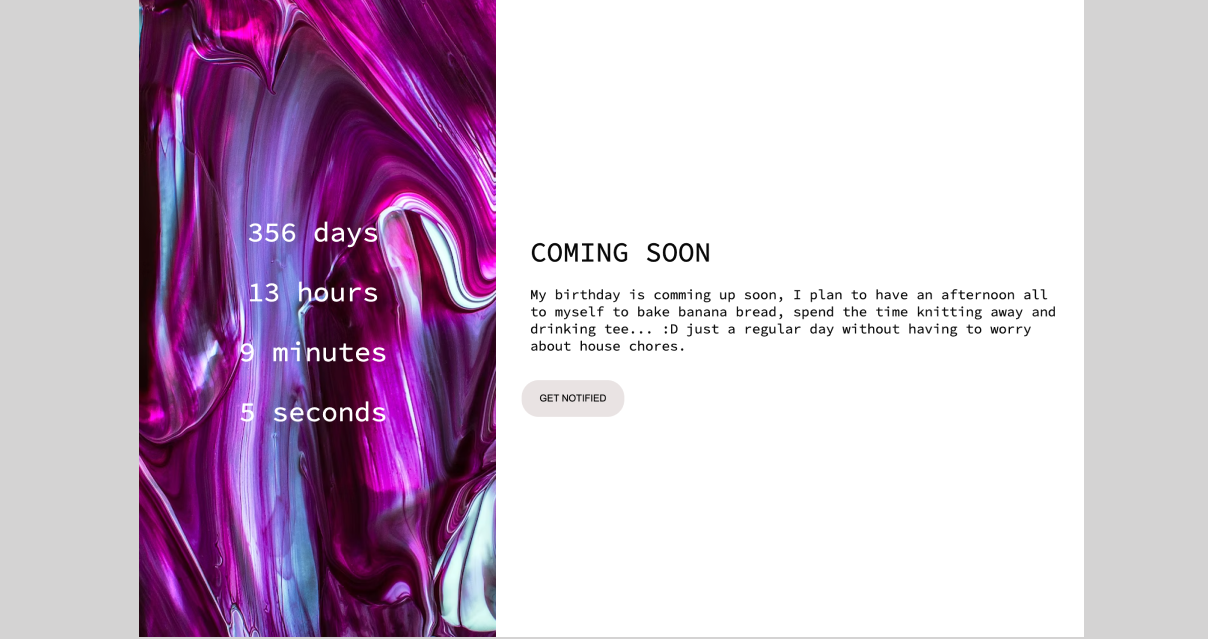 356 days
13 hours
9 minutes
5 seconds
COMING SOON
My birthday is comming up soon, I plan to have an afternoon all
to myself to bake banana bread, spend the time knitting away and
drinking tee... :D just a regular day without having to worry
about house chores.
GET NOTIFIED